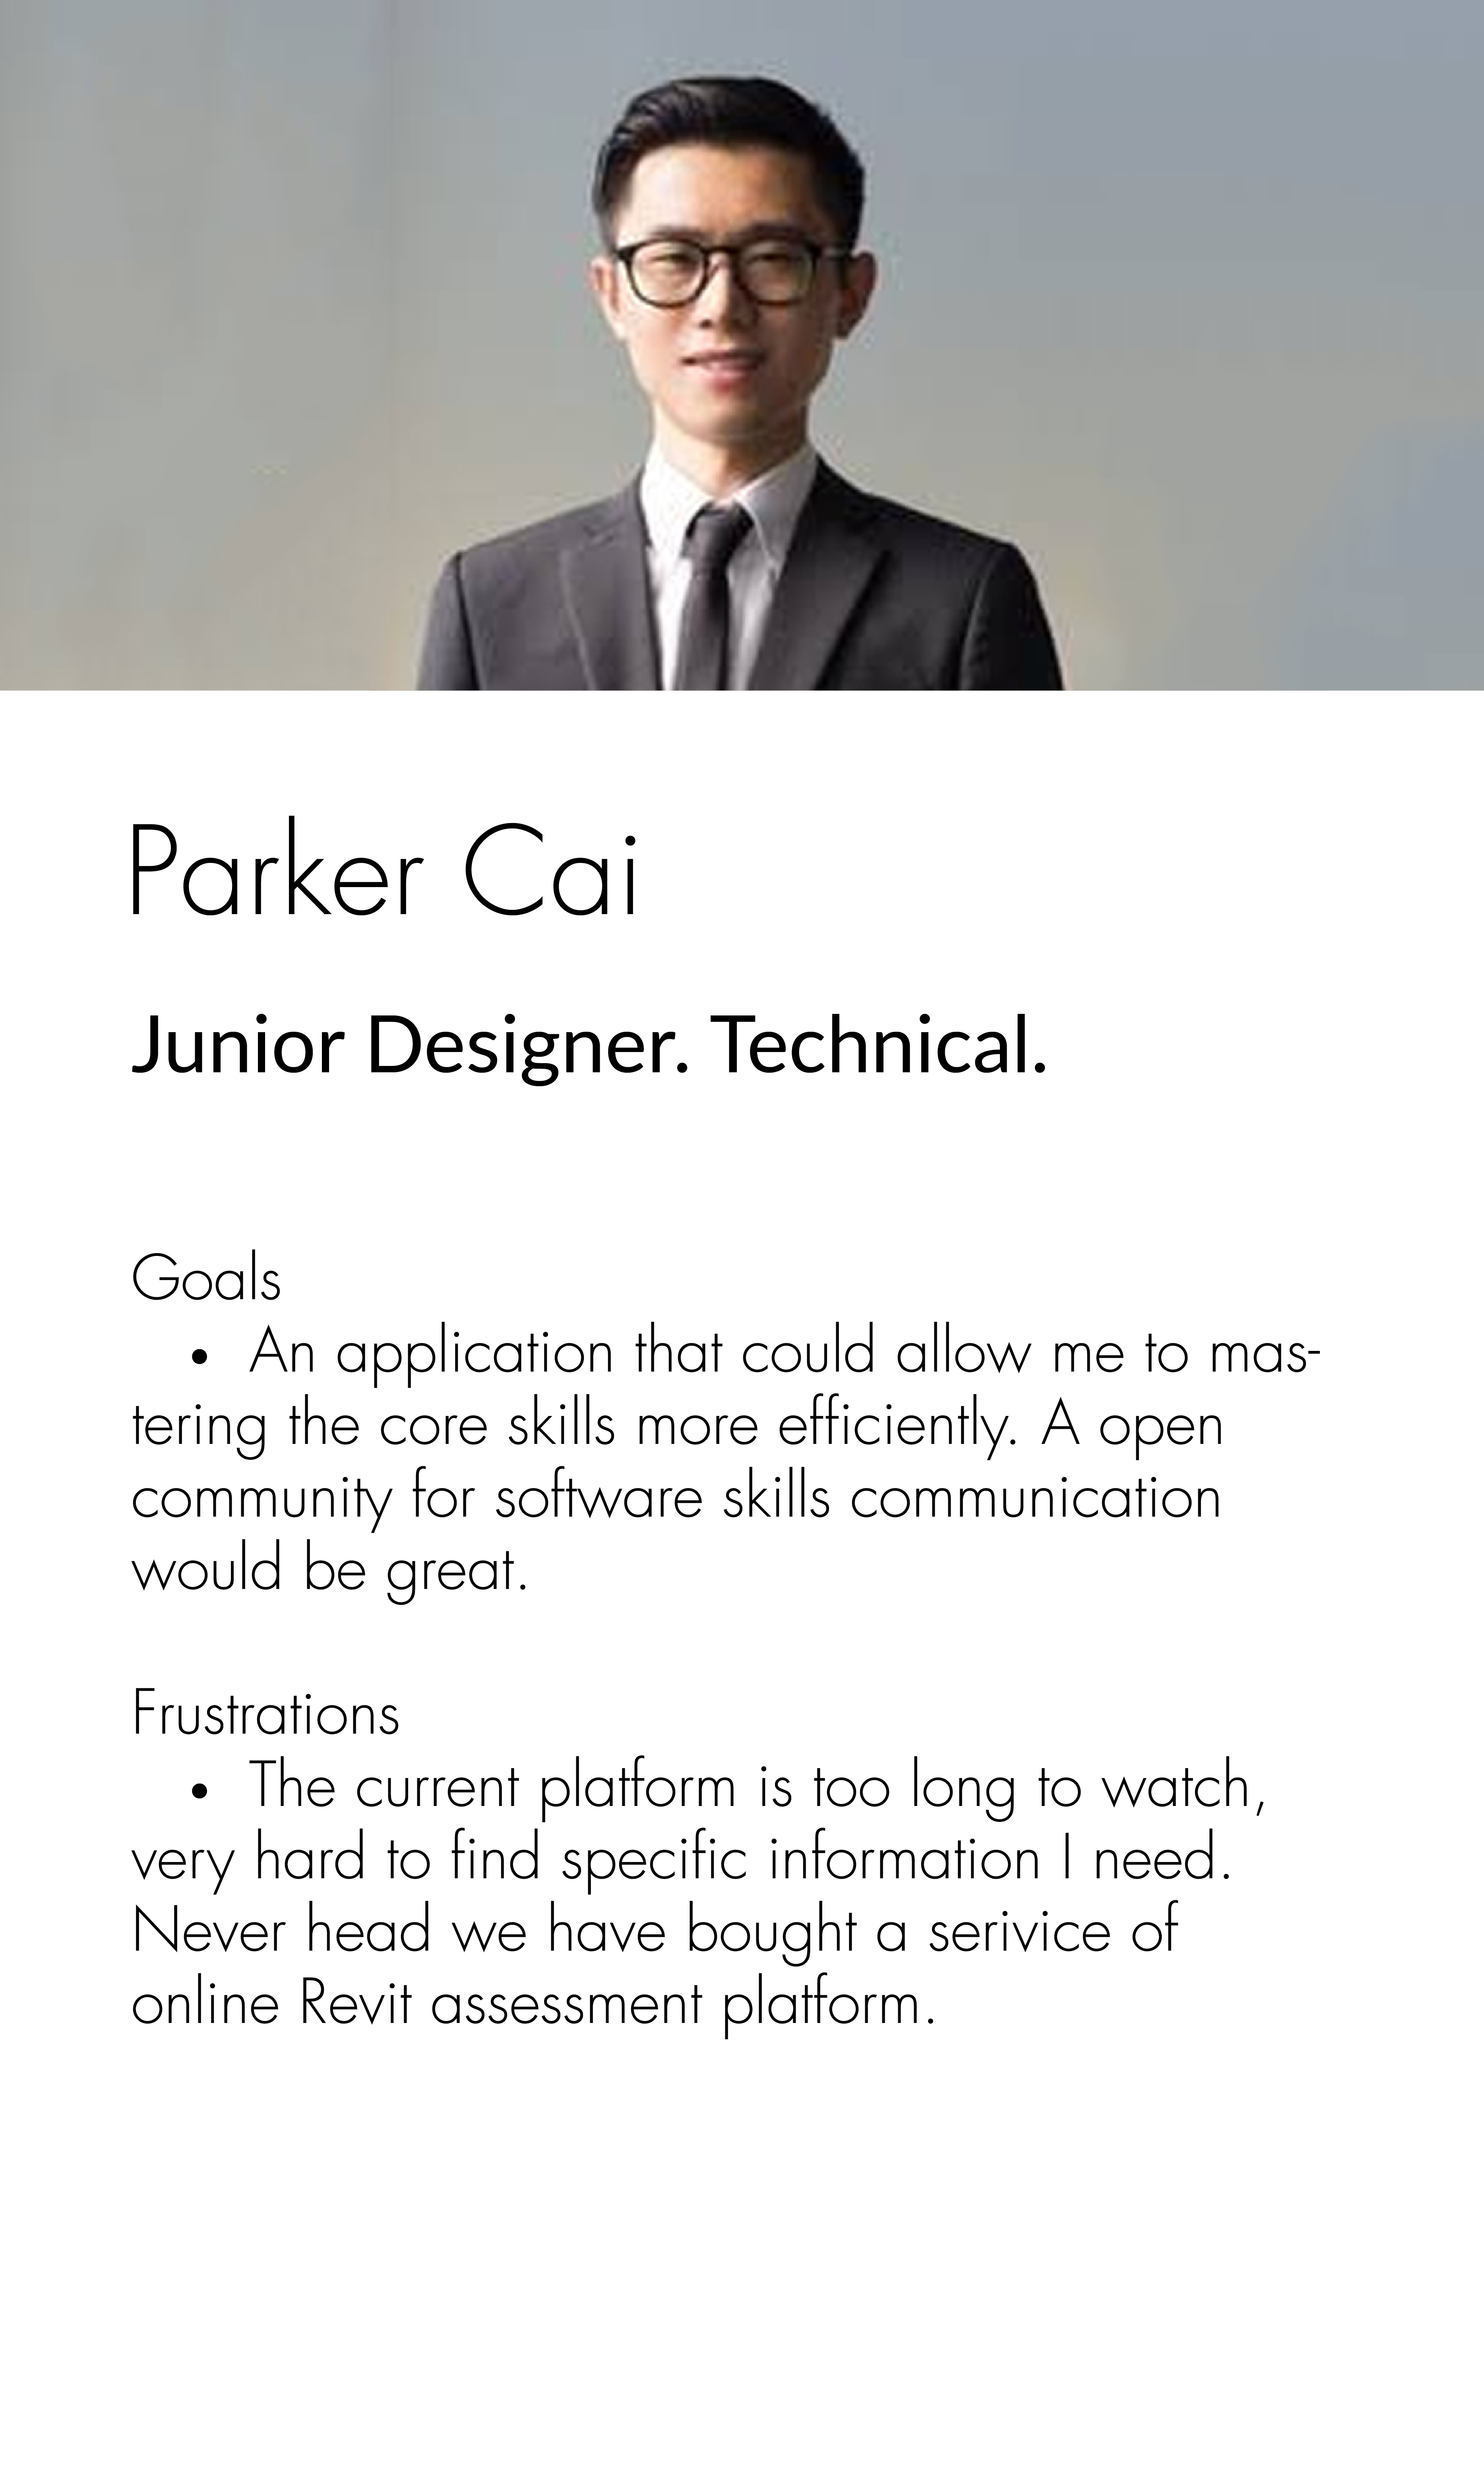 Parker Cai
Junior Designer. Technical.
Goals
• An application that could allow me to mas-
tering the core skills more efficiently. A open
community for software skills communication
would be great.
Frustrations
• The current platform is too long to watch,
very hard to find specific information I need.
Never head we have bought a serivice of
online Revit assessment platform.